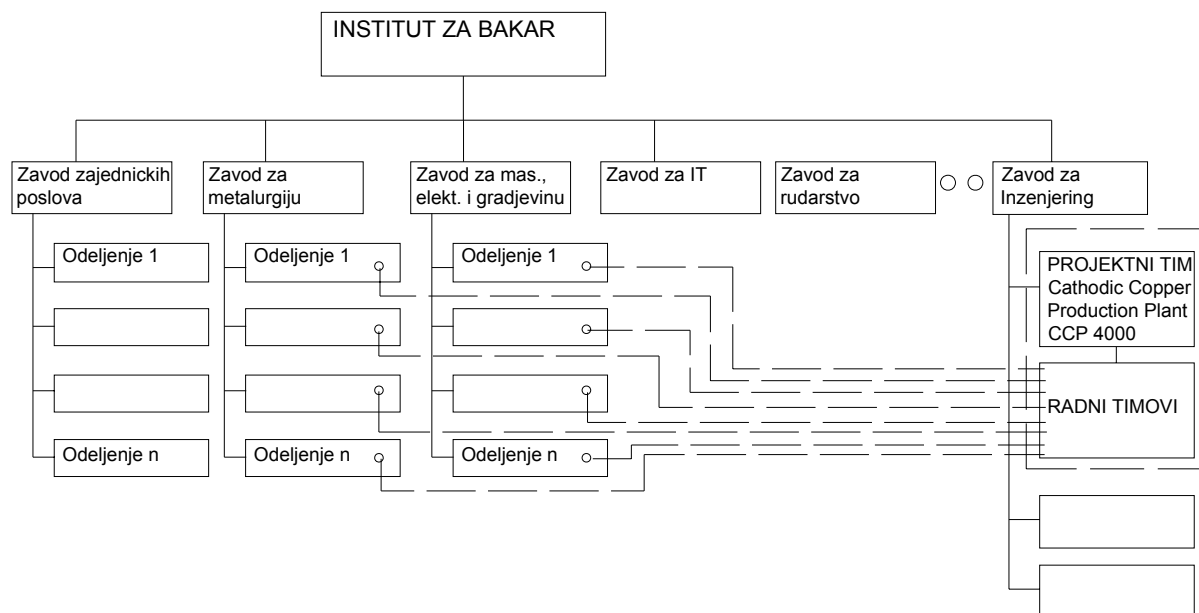 INSTITUT ZA BAKAR
Zavod zajednickih
poslova
Zavod za
metalurgiju
Zavod za mas.,
elekt. i gradjevinu
Zavod za IT
Zavod za
rudarstvo
Zavod za
Inzenjering
Odeljenje 1
Odeljenje 1
Odeljenje 1
PROJEKTNI TIM
Cathodic Copper
Production Plant
CCP 4000
RADNI TIMOVI
Odeljenje n
Odeljenje n
Odeljenje n